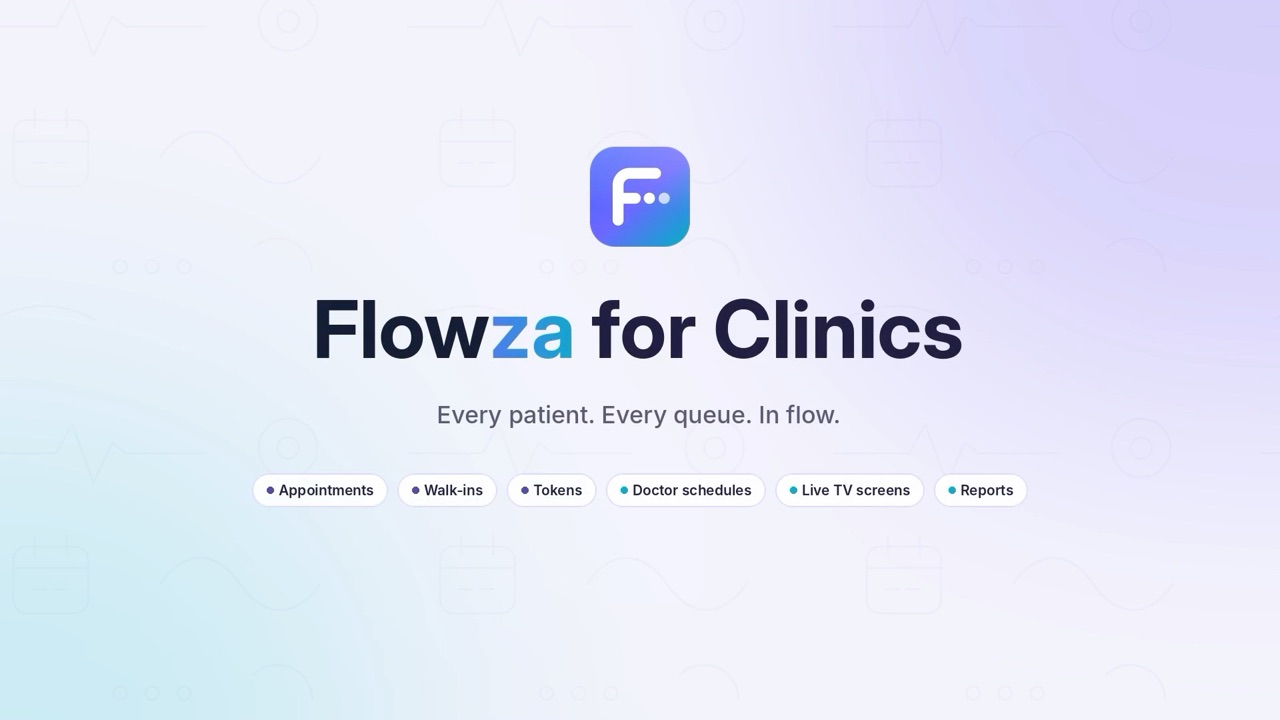 F
Flowza for Clinics
Every patient. Every queue. In flow.
Appointments Walk-ins Tokens Doctor schedules Live TV screens Reports